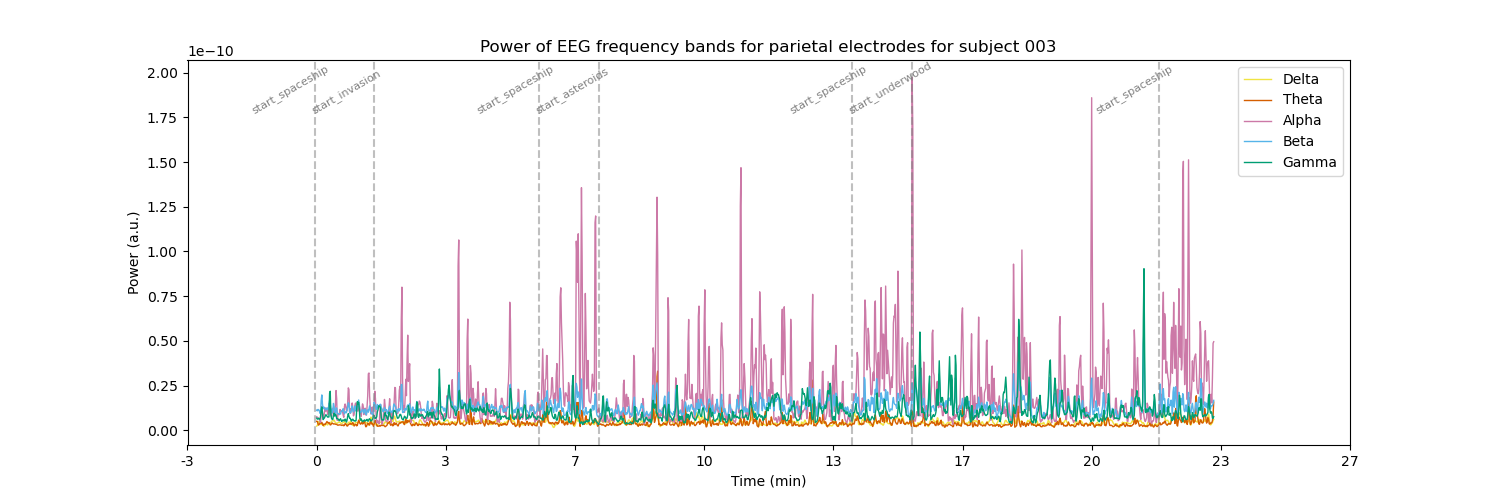 Power of EEG frequency bands for parietal electrodes for subject 003
1e−10
2.00
1.75
1.50
1.25
1.00
0.75
0.50
0.25
0.00
Power (a.u.)
start_spaceship
start_invasion
start_spaceship
start_asteroids
start_spaceship
start_underwood
start_spaceship
Delta
Theta
Alpha
Beta
Gamma
-3 0 3 7 10 13 17 20 23 27
Time (min)